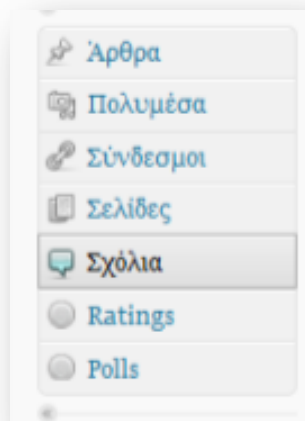 Άρθρα
Πολυμέσα
Σύνδεσμοι
Σελίδες
Σχόλια
Ratings
Polls